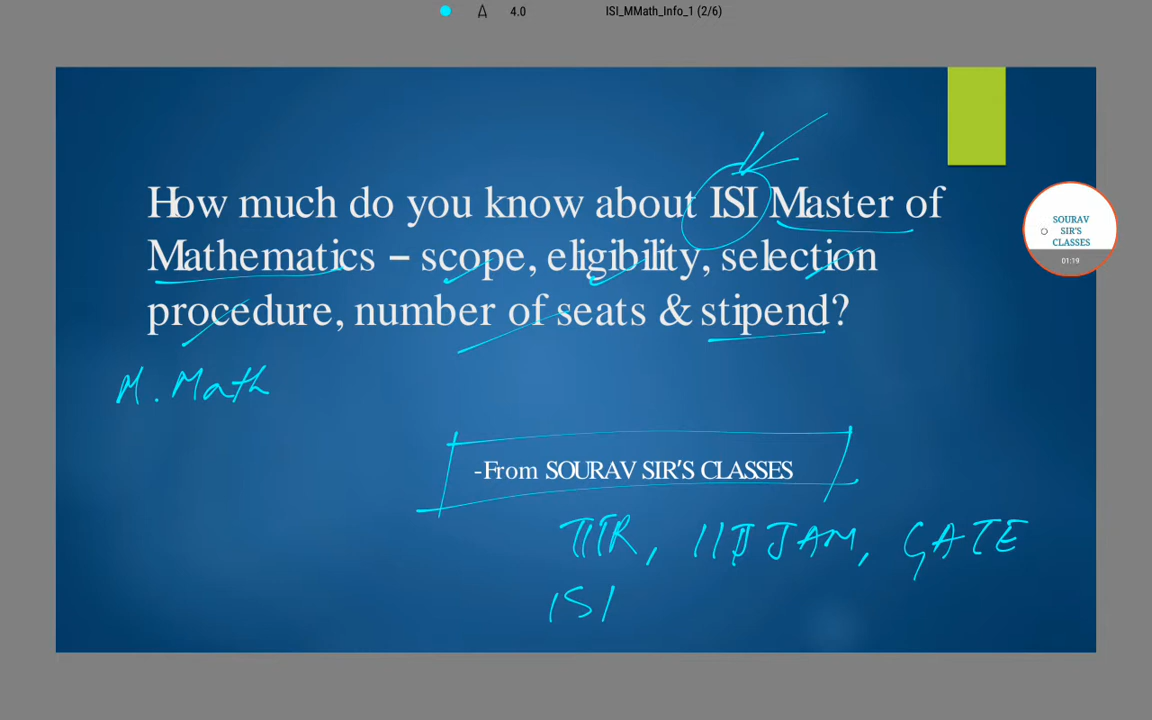 4.0 ISI_MMath_Info_1 (2/6)
How much do you know about ISI Master of
Mathematics – scope, eligibility, selection
procedure, number of seats & stipend?
SOURAV
SIR'S
CLASSES
01:19
M. Math
-From SOURAV SIR'S CLASSES
TIFR, IIT JAM, GATE
ISI